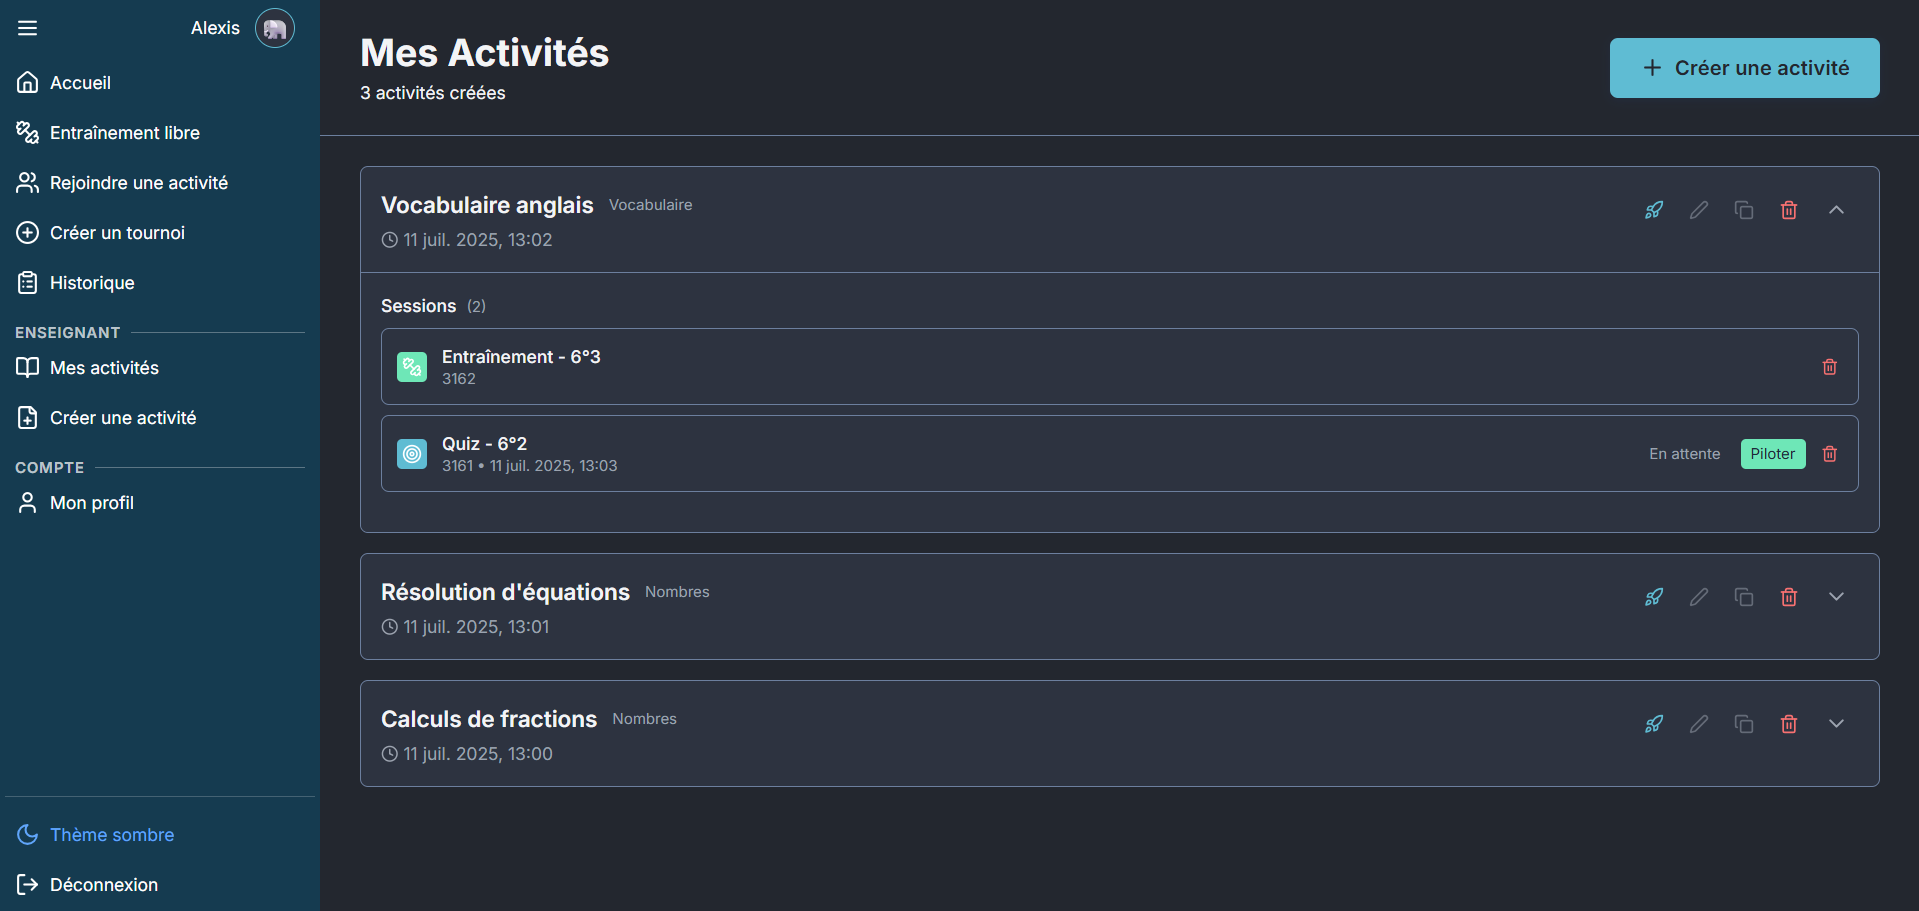 Alexis
Accueil
Entraînement libre
Rejoindre une activité
Créer un tournoi
Historique
ENSEIGNANT
Mes activités
Créer une activité
COMPTE
Mon profil
Thème sombre
Déconnexion
Mes Activités
3 activités créées
Créer une activité
Vocabulaire anglais Vocabulaire
11 juil. 2025, 13:02
Sessions (2)
Entraînement - 6°3
3162
Quiz - 6°2
3161 • 11 juil. 2025, 13:03
En attente Piloter
Résolution d'équations Nombres
11 juil. 2025, 13:01
Calculs de fractions Nombres
11 juil. 2025, 13:00